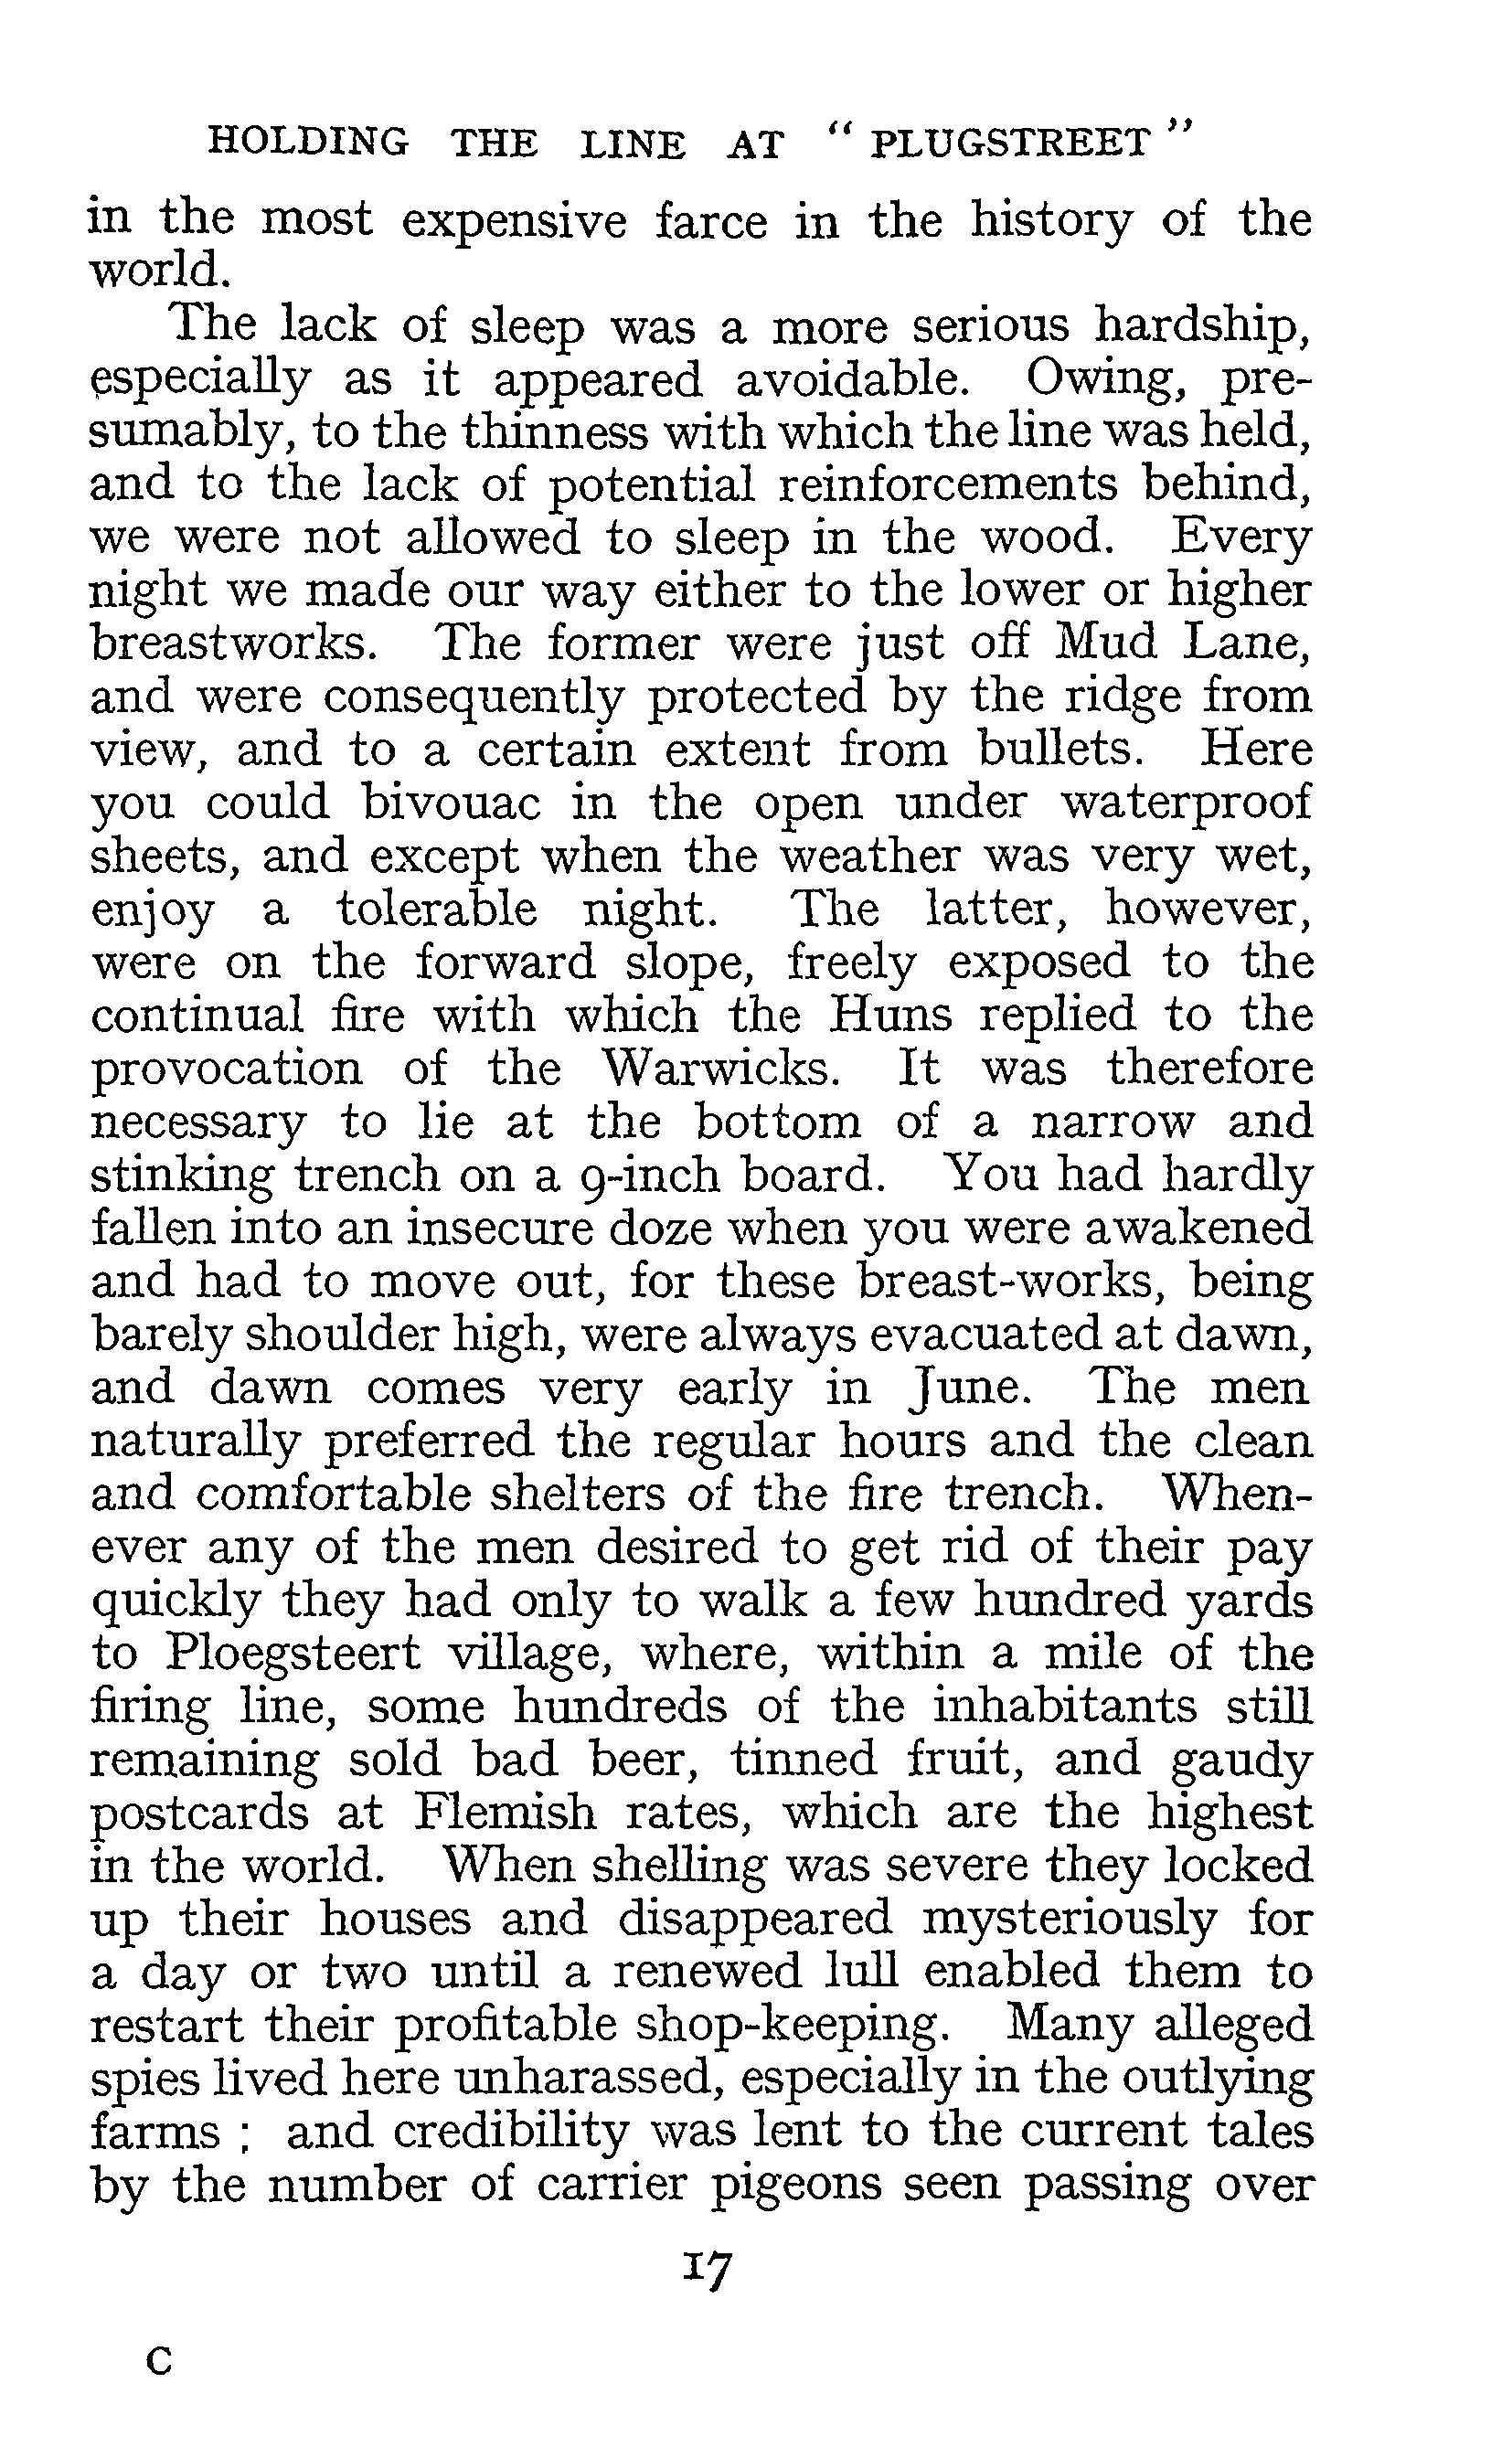 HOLDING THE LINE AT " PLUGSTREET "
in the most expensive farce in the history of the
world.
The lack of sleep was a more serious hardship,
especially as it appeared avoidable. Owing, pre-
sumably, to the thinness with which the line was held,
and to the lack of potential reinforcements behind,
we were not allowed to sleep in the wood. Every
night we made our way either to the lower or higher
breastworks. The former were just off Mud Lane,
and were consequently protected by the ridge from
view, and to a certain extent from bullets. Here
you could bivouac in the open under waterproof
sheets, and except when the weather was very wet,
enjoy a tolerable night. The latter, however,
were on the forward slope, freely exposed to the
continual fire with which the Huns replied to the
provocation of the Warwicks. It was therefore
necessary to lie at the bottom of a narrow and
stinking trench on a 9-inch board. You had hardly
fallen into an insecure doze when you were awakened
and had to move out, for these breast-works, being
barely shoulder high, were always evacuated at dawn,
and dawn comes very early in June. The men
naturally preferred the regular hours and the clean
and comfortable shelters of the fire trench. When-
ever any of the men desired to get rid of their pay
quickly they had only to walk a few hundred yards
to Ploegsteert village, where, within a mile of the
firing line, some hundreds of the inhabitants still
remaining sold bad beer, tinned fruit, and gaudy
postcards at Flemish rates, which are the highest
in the world. When shelling was severe they locked
up their houses and disappeared mysteriously for
a day or two until a renewed lull enabled them to
restart their profitable shop-keeping. Many alleged
spies lived here unharassed, especially in the outlying
farms ; and credibility was lent to the current tales
by the number of carrier pigeons seen passing over
17
C